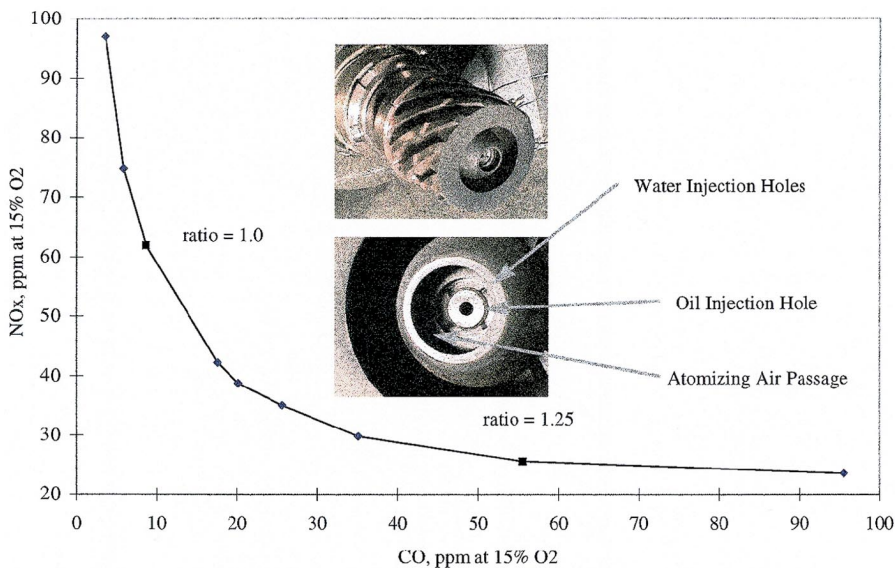 100
90
80
70
60
50
40
30
20
NOx, ppm at 15% O2
ratio = 1.0
Water Injection Holes
Oil Injection Hole
Atomizing Air Passage
ratio = 1.25
0 10 20 30 40 50 60 70 80 90 100
CO, ppm at 15% O2